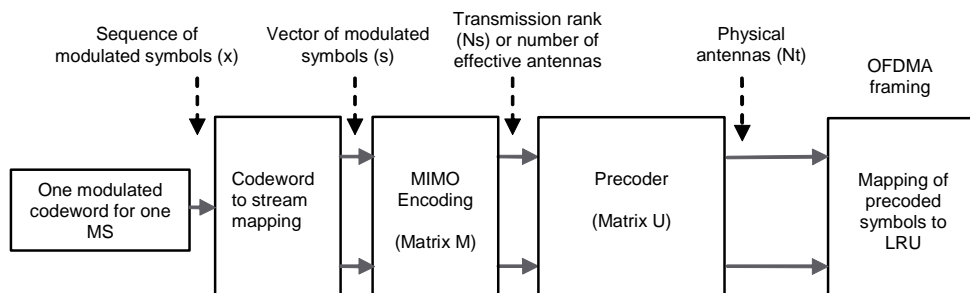 Sequence of
modulated symbols (x)
Vector of modulated
symbols (s)
Transmission rank
(Ns) or number of
effective antennas
Physical
antennas (Nt)
OFDMA
framing
One modulated
codeword for one
MS
Codeword
to stream
mapping
MIMO
Encoding
(Matrix M)
Precoder
(Matrix U)
Mapping of
precoded
symbols to
LRU